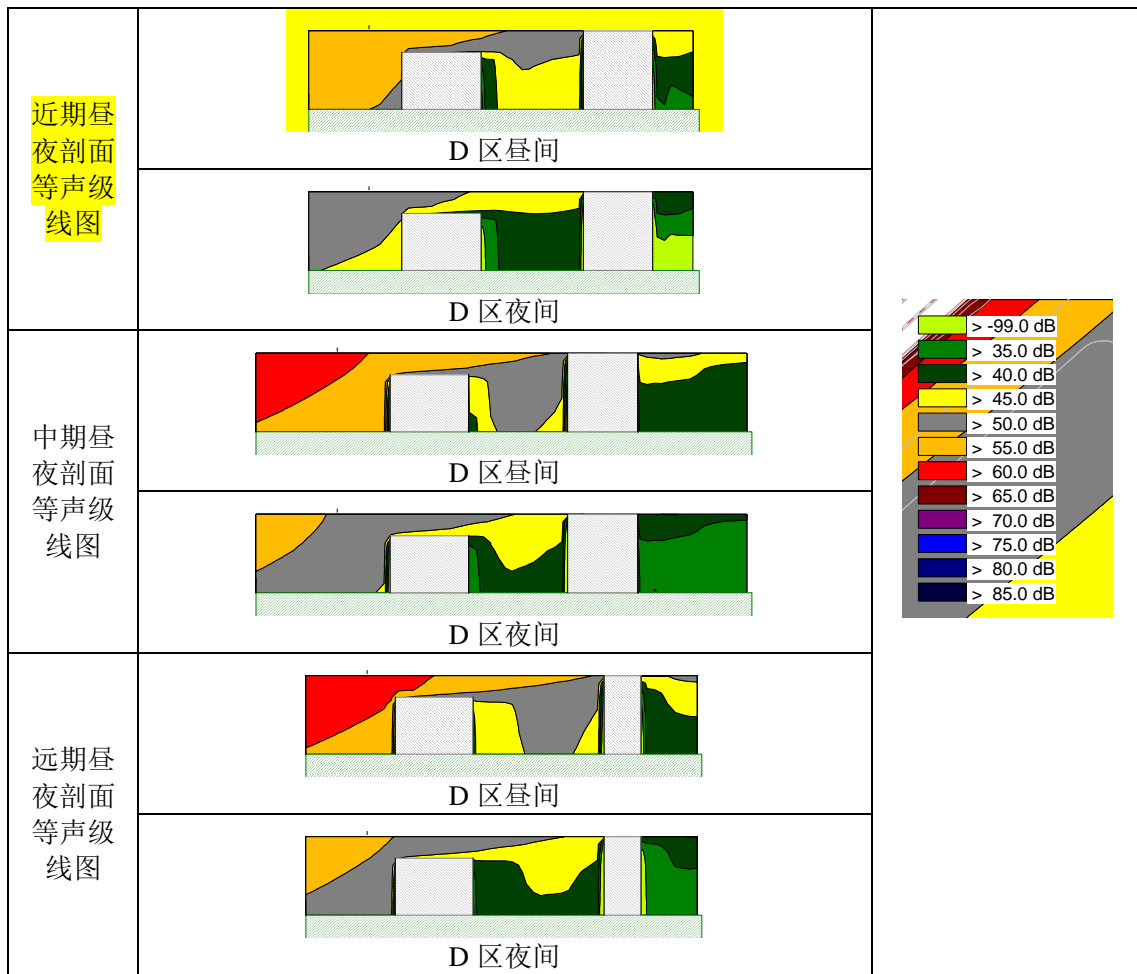 近期昼
夜剖面
等声级
线图
D 区昼间
D 区夜间
中期昼
夜剖面
等声级
线图
D 区昼间
D 区夜间
远期昼
夜剖面
等声级
线图
D 区昼间
D 区夜间
> -99.0 dB
> 35.0 dB
> 40.0 dB
> 45.0 dB
> 50.0 dB
> 55.0 dB
> 60.0 dB
> 65.0 dB
> 70.0 dB
> 75.0 dB
> 80.0 dB
> 85.0 dB